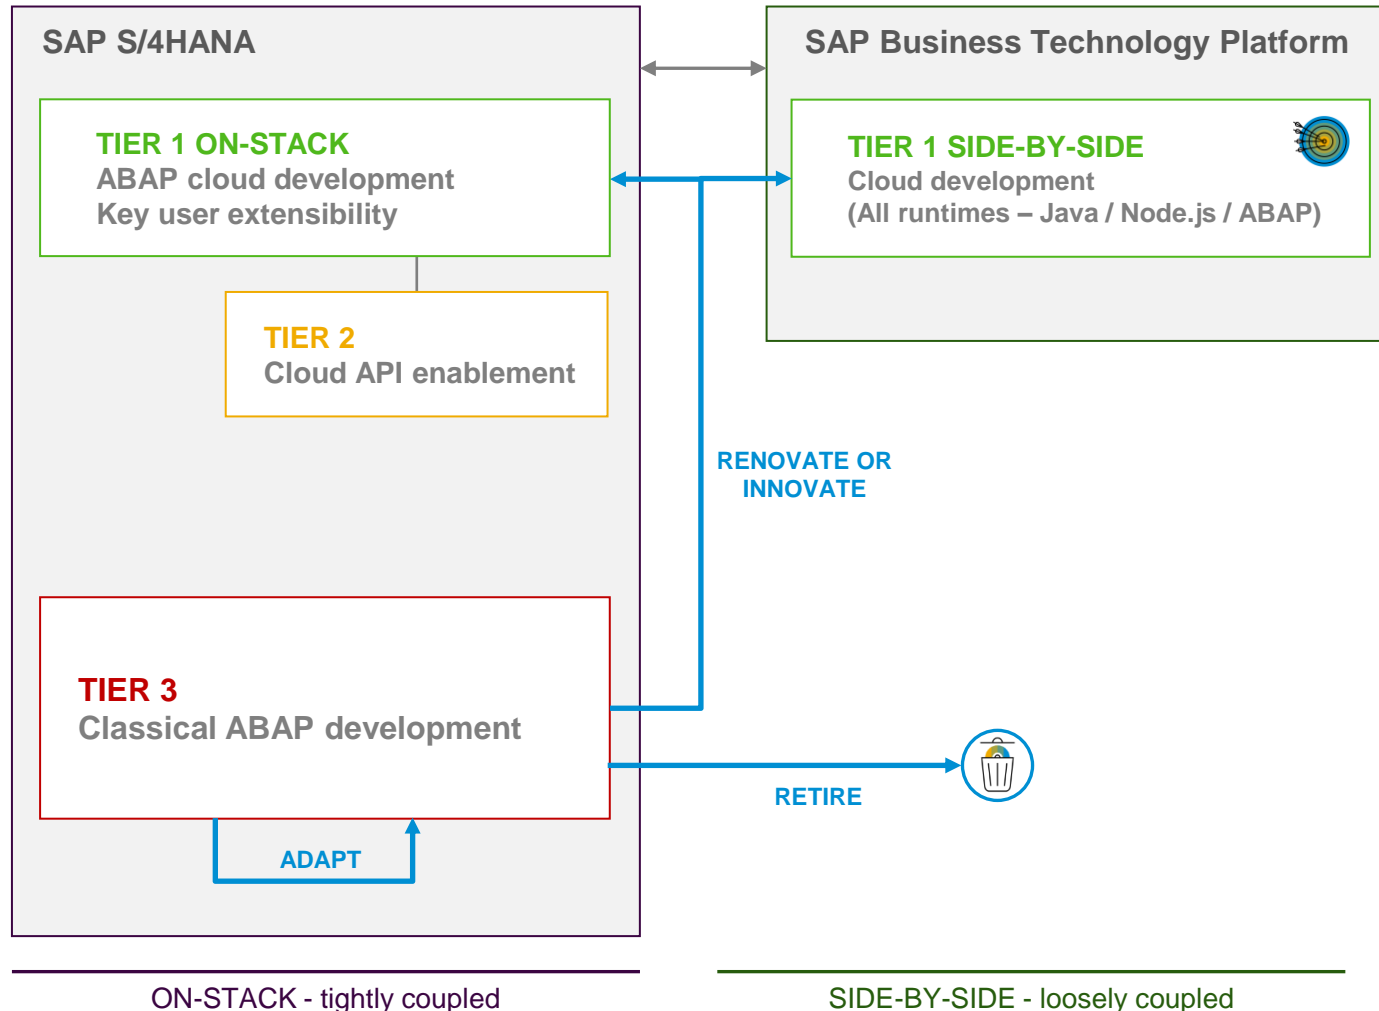 SAP S/4HANA
SAP Business Technology Platform
TIER 1 ON-STACK
ABAP cloud development
Key user extensibility
TIER 1 SIDE-BY-SIDE
Cloud development
(All runtimes – Java / Node.js / ABAP)
TIER 2
Cloud API enablement
RENOVATE OR
INNOVATE
TIER 3
Classical ABAP development
RETIRE
ADAPT
ON-STACK - tightly coupled
SIDE-BY-SIDE - loosely coupled